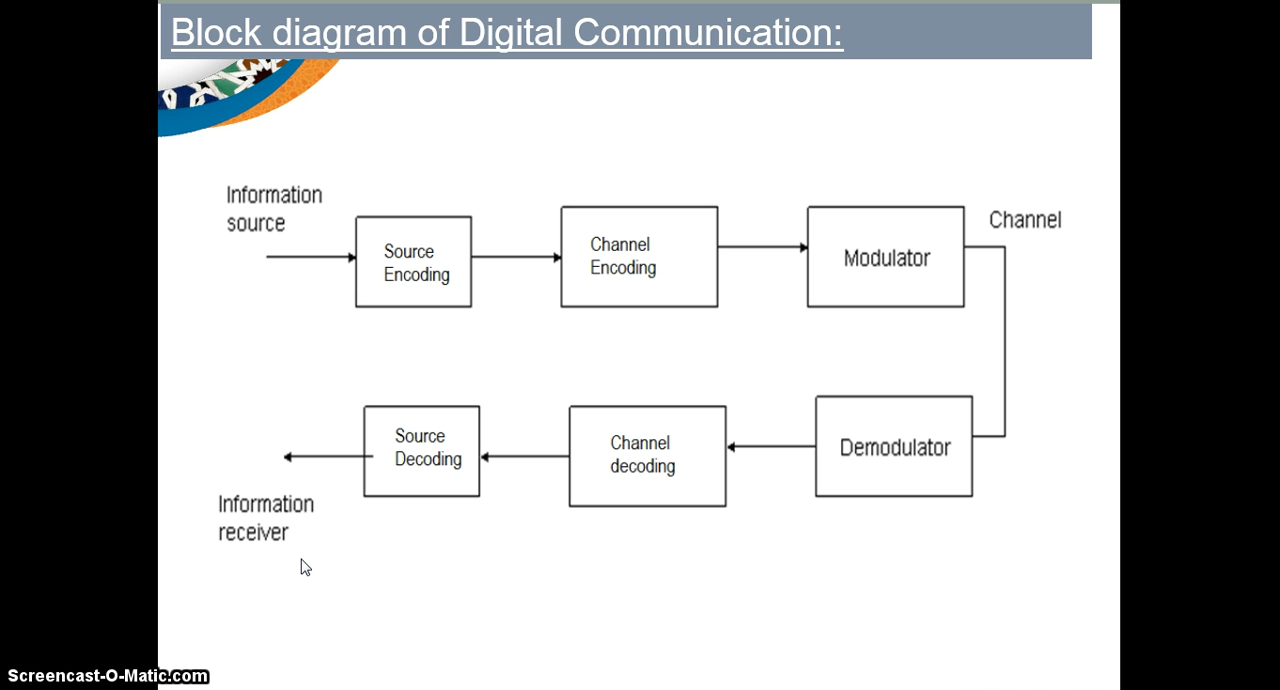 Block diagram of Digital Communication:
Information
source
Source
Encoding
Channel
Encoding
Modulator
Channel
Source
Decoding
Channel
decoding
Demodulator
Information
receiver
Screencast-O-Matic.com